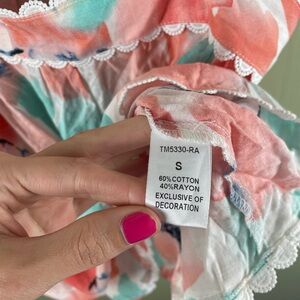 TM5330-RA
S
60%COTTON
40%RAYON
EXCLUSIVE OF
DECORATION